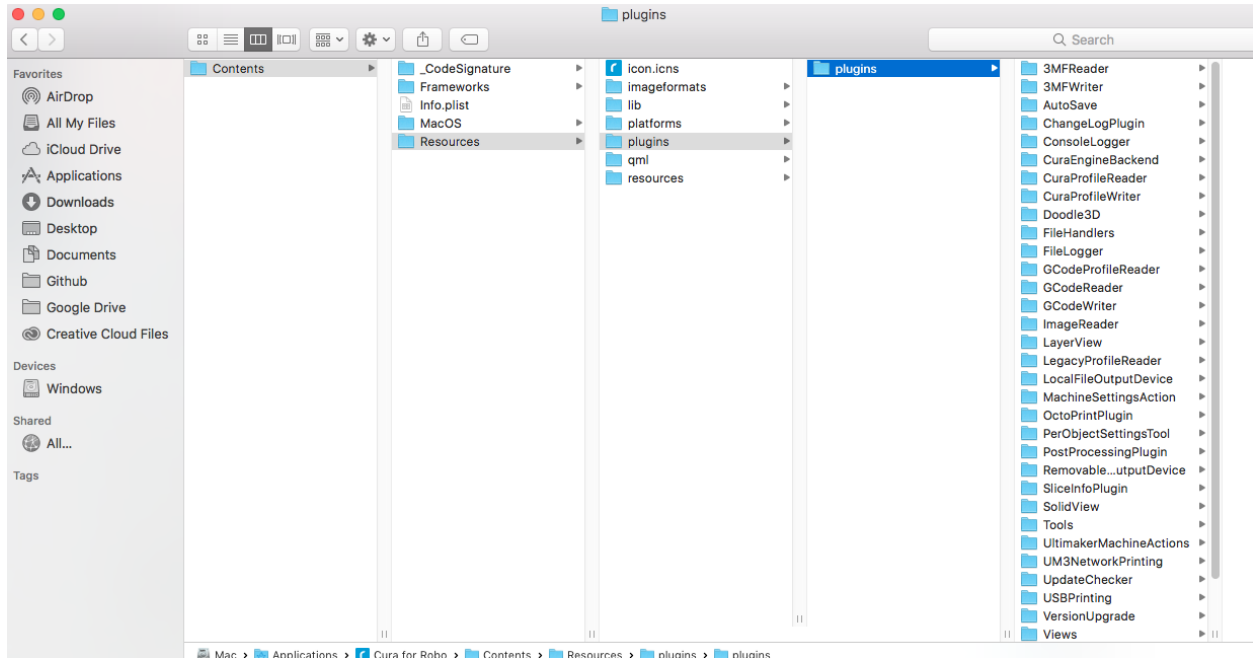 plugins
Search
Favorites
AirDrop
All My Files
iCloud Drive
Applications
Downloads
Desktop
Documents
Github
Google Drive
Creative Cloud Files
Devices
Windows
Shared
All...
Tags
Contents
_CodeSignature
Frameworks
Info.plist
MacOS
Resources
icon.icns
imageformats
lib
platforms
plugins
qml
resources
plugins
3MFReader
3MFWriter
AutoSave
ChangeLogPlugin
ConsoleLogger
CuraEngineBackend
CuraProfileReader
CuraProfileWriter
Doodle3D
FileHandlers
FileLogger
GCodeProfileReader
GCodeReader
GCodeWriter
ImageReader
LayerView
LegacyProfileReader
LocalFileOutputDevice
MachineSettingsAction
OctoPrintPlugin
PerObjectSettingsTool
PostProcessingPlugin
Removable...utputDevice
SliceInfoPlugin
SolidView
Tools
UltimakerMachineActions
UM3NetworkPrinting
UpdateChecker
USBPrinting
VersionUpgrade
Views
Mac › Applications › Cura for Robo › Contents › Resources › plugins › plugins